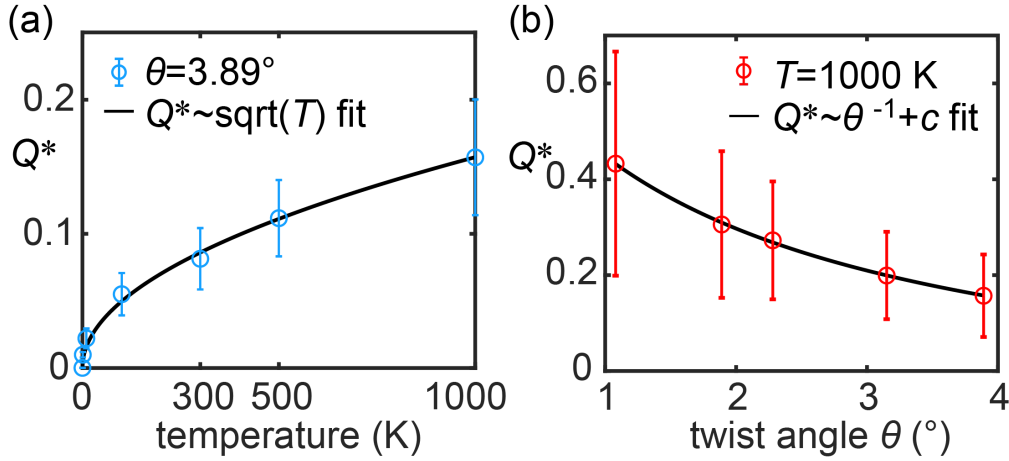 (a)
θ=3.89°
Q*~sqrt(T) fit
Q*
0.2
0.1
0
0 300 500 1000
temperature (K)
(b)
T=1000 K
Q*~θ⁻¹+c fit
Q*
0.6
0.4
0.2
0
1 2 3 4
twist angle θ (°)